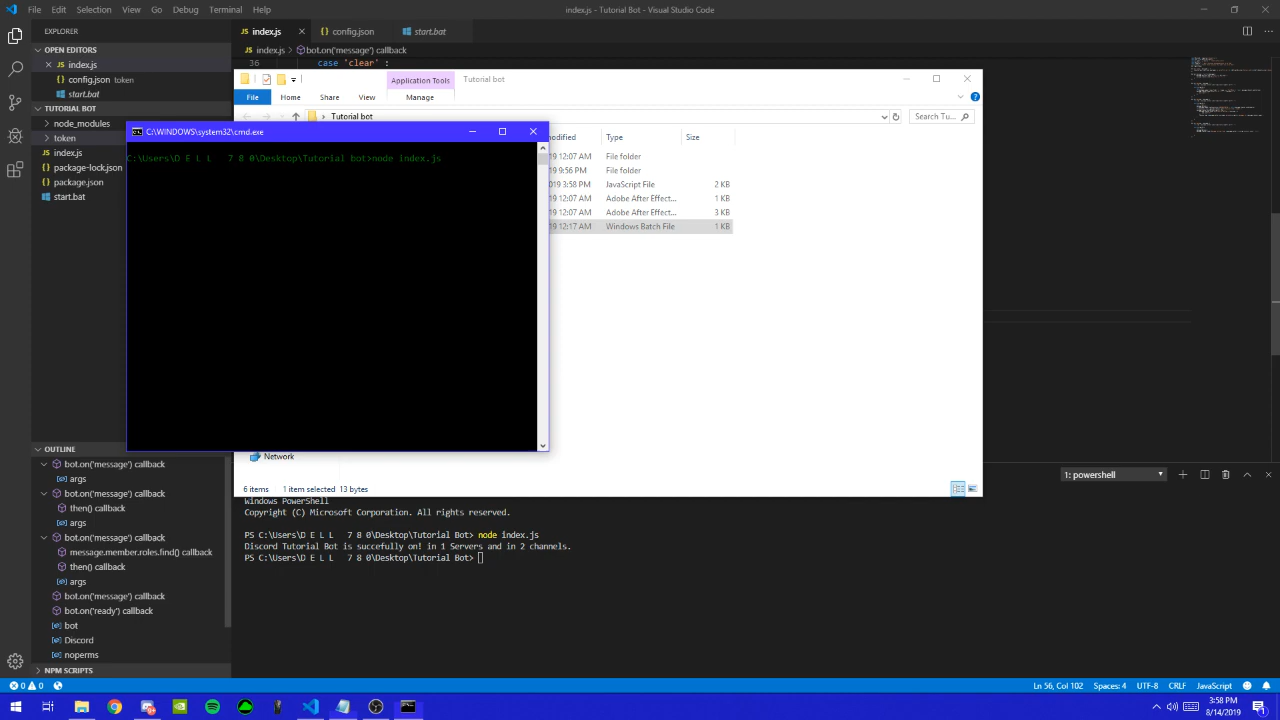 File Edit Selection View Go Debug Terminal Help
index.js - Tutorial Bot - Visual Studio Code
EXPLORER
OPEN EDITORS
index.js
config.json token
start.bat
TUTORIAL BOT
node_modules
token
index.js
package-lock.json
package.json
start.bat
OUTLINE
bot.on('message') callback
args
bot.on('message') callback
then() callback
args
bot.on('message') callback
message.member.roles.find() callback
then() callback
args
bot.on('message') callback
bot.on('ready') callback
bot
Discord
noperms
NPM SCRIPTS
index.js
config.json
start.bat
index.js > bot.on('message') callback
36 case 'clear' :
Application Tools
Tutorial bot
File Home Share View Manage
Tutorial bot
Search Tu...
odified Type Size
19 12:07 AM File folder
19 9:56 PM File folder
019 3:58 PM JavaScript File 2 KB
19 12:07 AM Adobe After Effect... 1 KB
19 12:07 AM Adobe After Effect... 3 KB
19 12:17 AM Windows Batch File 1 KB
Network
6 items 1 item selected 13 bytes
C:\WINDOWS\system32\cmd.exe
C:\Users\D E L L   7 8 0\Desktop\Tutorial bot>node index.js
1: powershell
Windows PowerShell
Copyright (C) Microsoft Corporation. All rights reserved.
PS C:\Users\D E L L   7 8 0\Desktop\Tutorial Bot> node index.js
Discord Tutorial Bot is succefully on! in 1 Servers and in 2 channels.
PS C:\Users\D E L L   7 8 0\Desktop\Tutorial Bot>
0 0
Ln 56, Col 102 Spaces: 4 UTF-8 CRLF JavaScript
3:58 PM
8/14/2019
1